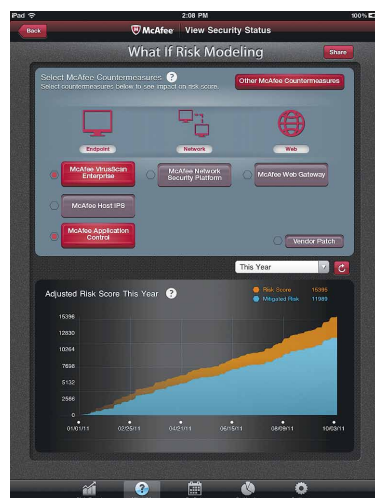 iPad
2:08 PM
100%
Back
McAfee
View Security Status
What If Risk Modeling
Share
Select McAfee Countermeasures ?
Select countermeasures below to see impact on risk score.
Other McAfee Countermeasures
Endpoint
Network
Web
McAfee VirusScan
Enterprise
McAfee Network
Security Platform
McAfee Web Gateway
McAfee Host IPS
McAfee Application
Control
Vendor Patch
This Year
Adjusted Risk Score This Year ?
Risk Score 15395
Mitigated Risk 11989
15396
12830
10264
7698
5132
2566
0
01/01/11
02/25/11
04/21/11
06/15/11
08/09/11
10/03/11
?